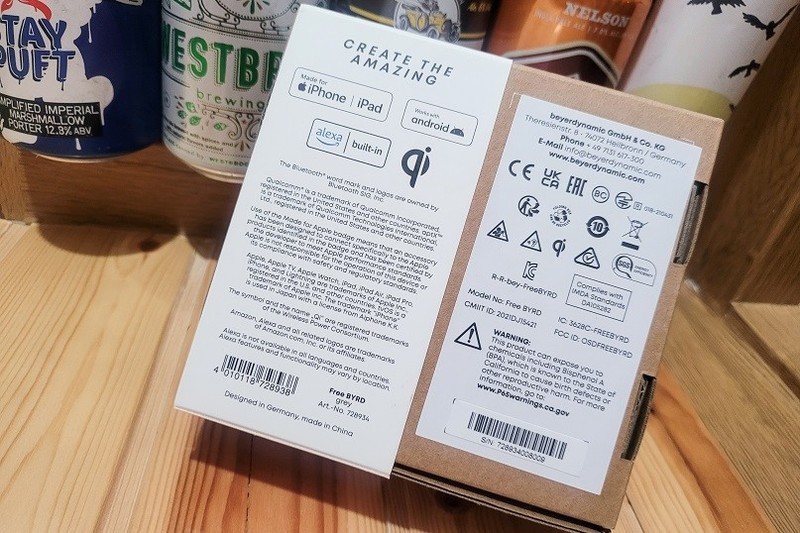 STAY
PUFT
AMPLIFIED IMPERIAL
MARSHMALLOW
PORTER 12.3% ABV
WESTBR
brewing
NELSON
CREATE THE
AMAZING
Made for
iPhone | iPad
Works with
android
alexa | built-in
qi
The Bluetooth® word mark and logos are owned by
Bluetooth SIG, Inc.
Qualcomm® is a trademark of Qualcomm Incorporated,
registered in the United States and other countries. aptX™
is a trademark of Qualcomm Technologies International,
Ltd., registered in the United States and other countries.
Use of the Made for Apple badge means that an accessory
has been designed to connect specifically to the Apple
products identified in the badge and has been certified by
the developer to meet Apple performance standards.
Apple is not responsible for the operation of this device or
its compliance with safety and regulatory standards.
Apple, Apple TV, Apple Watch, iPad, iPad Air, iPad Pro,
iPhone, and Lightning are trademarks of Apple Inc.,
registered in the U.S. and other countries. tvOS is a
trademark of Apple Inc. The trademark "iPhone"
is used in Japan with a license from Aiphone K.K.
The symbol and the name „Qi" are registered trademarks
of the Wireless Power Consortium.
Amazon, Alexa and all related logos are trademarks
of Amazon.com, Inc. or its affiliates.
Alexa is not available in all languages and countries.
Alexa features and functionality may vary by location.
4 010118 728938
Free BYRD
grey
Art.-No. 728934
Designed in Germany, made in China
beyerdynamic GmbH & Co. KG
Theresienstr. 8 - 74072 Heilbronn / Germany
Phone + 49 7131 617-300
E-Mail info@beyerdynamic.com
www.beyerdynamic.com
CE UK CA EAC BC
10
qi
SGS
R-R-bey-FreeBYRD
Complies with
IMDA Standards
DA105282
Model No: Free BYRD
IC: 3628C-FREEBYRD
CMIIT ID: 2021DJ15421
FCC ID: OSDFREEBYRD
WARNING:
This product can expose you to
chemicals including Bisphenol A
(BPA), which is known to the State of
California to cause birth defects or
other reproductive harm. For more
information, go to:
www.P65warnings.ca.gov
S/N: 728934008009